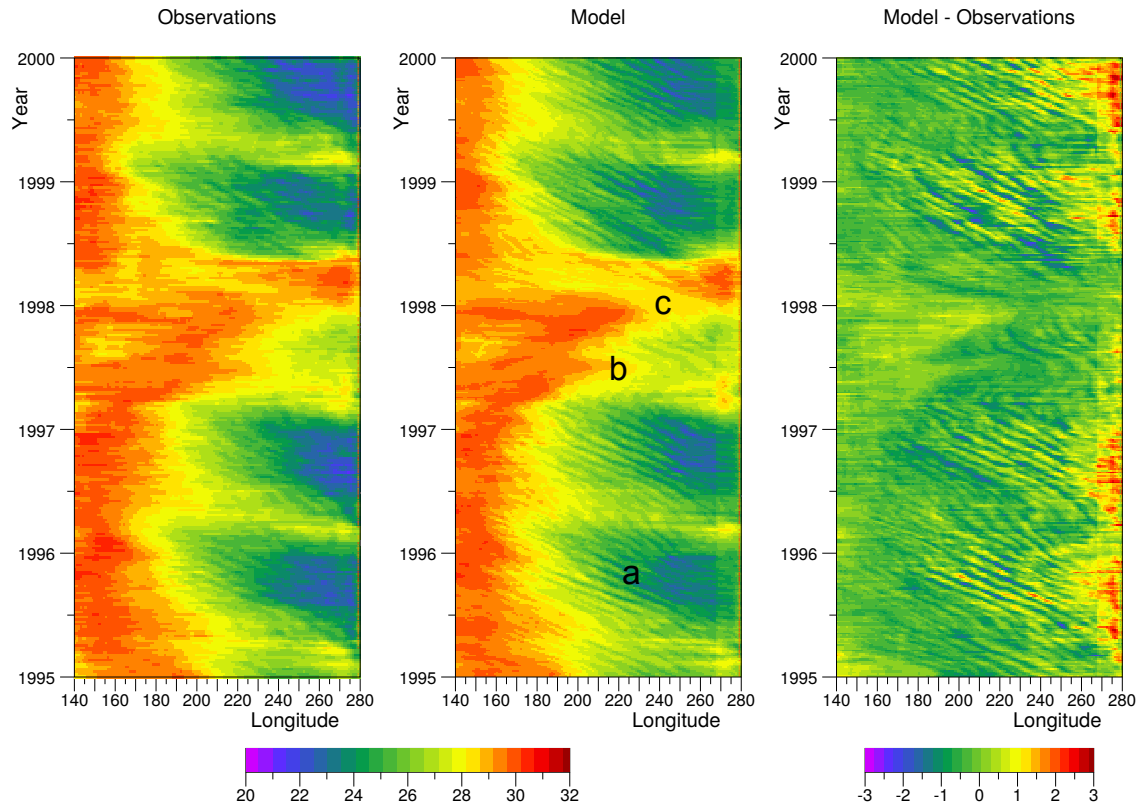 Observations
Model
Model - Observations
2000
1999
1998
1997
1996
1995
Year
140 160 180 200 220 240 260 280
Longitude
2000
1999
1998
1997
1996
1995
Year
c
b
a
140 160 180 200 220 240 260 280
Longitude
2000
1999
1998
1997
1996
1995
Year
140 160 180 200 220 240 260 280
Longitude
20 22 24 26 28 30 32
-3 -2 -1 0 1 2 3